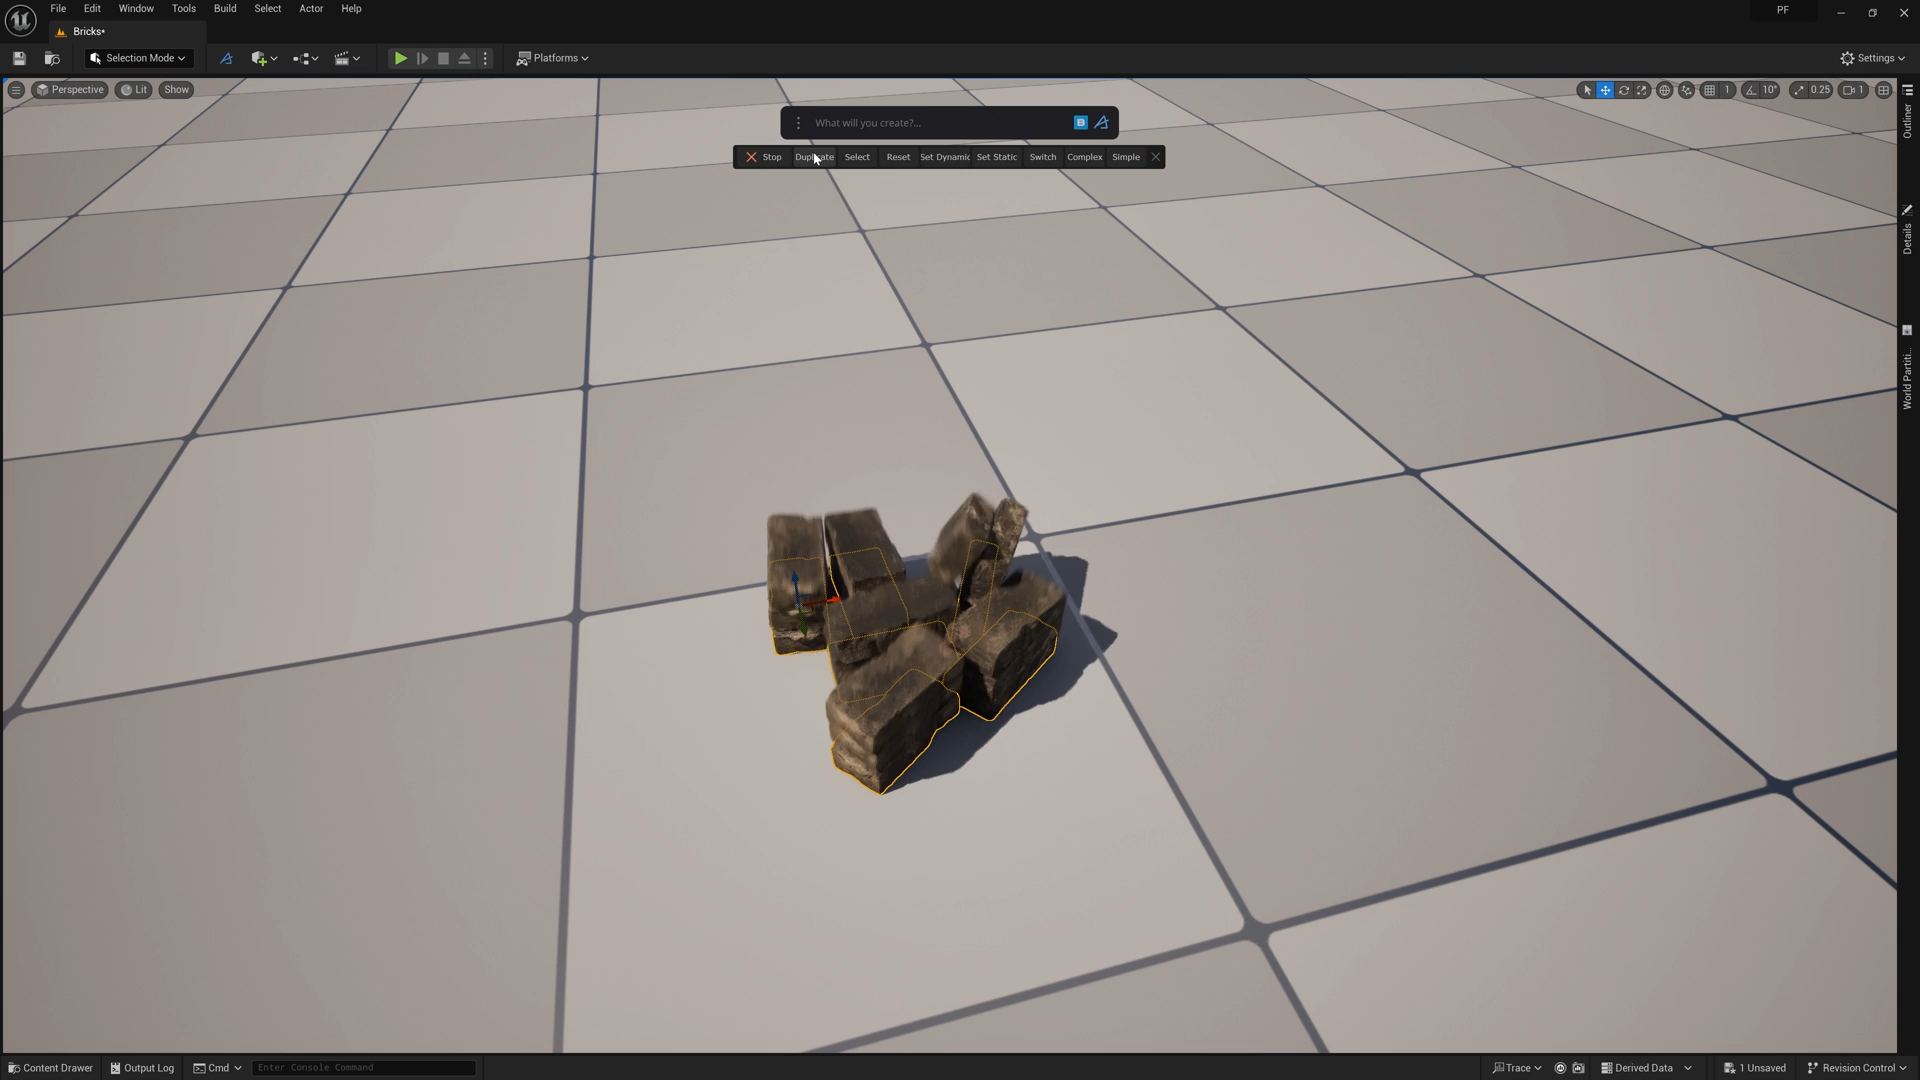 File Edit Window Tools Build Select Actor Help
PF
Bricks*
Selection Mode
Platforms
Settings
Perspective Lit Show
1 10° 0.25 1
What will you create?...
B
Stop Duplicate Select Reset Set Dynamic Set Static Switch Complex Simple
Outliner
Details
World Partiti...
Content Drawer Output Log Cmd Enter Console Command Trace Derived Data 1 Unsaved Revision Control